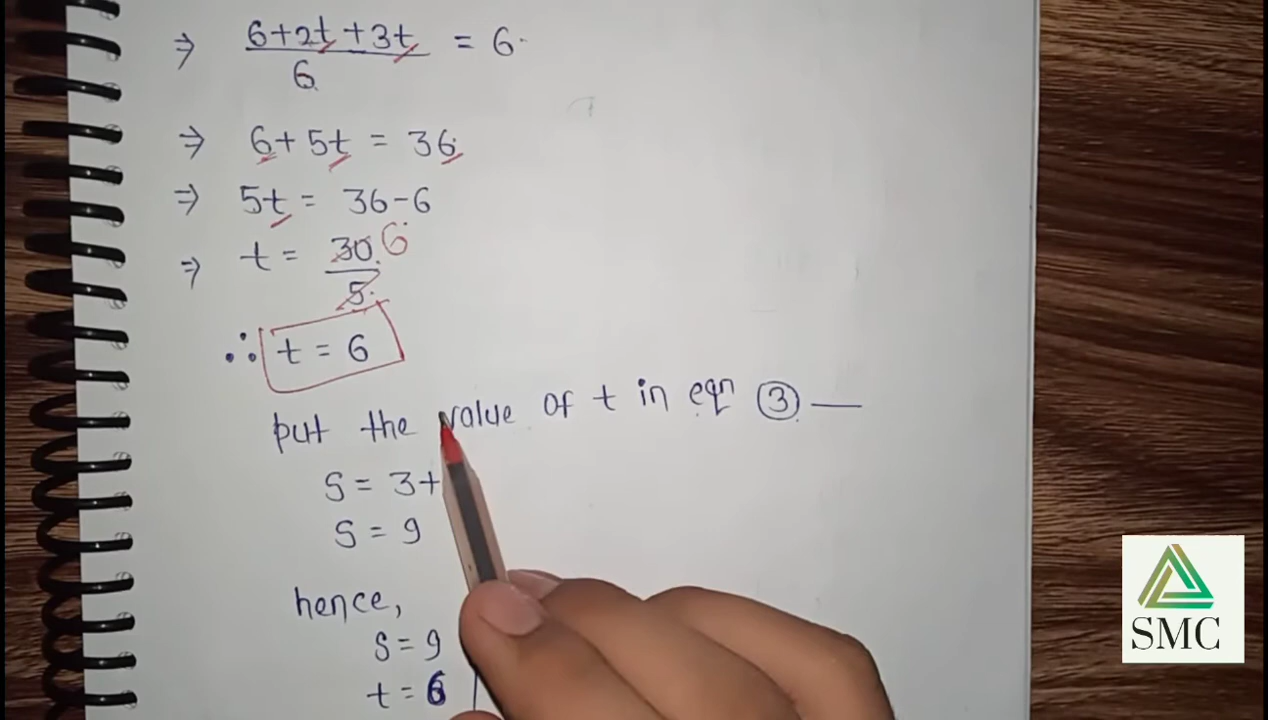 ⇒ (6+2t+3t)/6 = 6
⇒ 6+5t = 36
⇒ 5t = 36-6
⇒ t = 30/5 6
∴ t = 6
put the value of t in eqn ③ —
S = 3+
S = 9
hence,
S = 9
t = 6
SMC